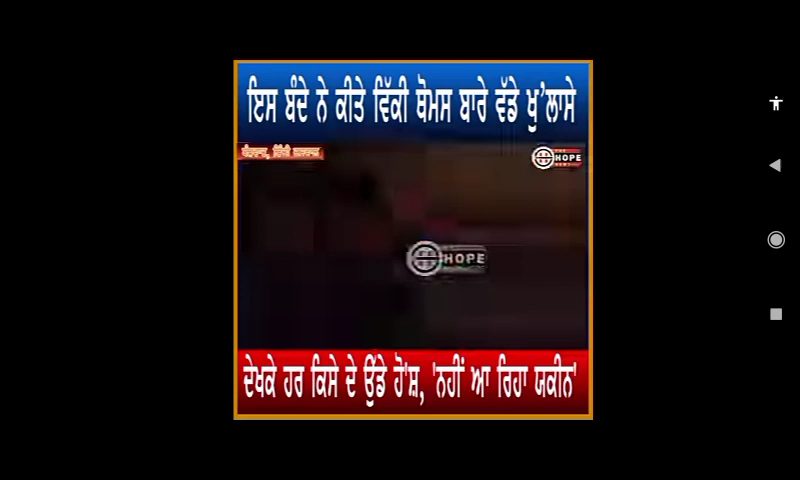 ਇਸ ਬੰਦੇ ਨੇ ਕੀਤੇ ਵਿੱਕੀ ਥੋਮਸ ਬਾਰੇ ਵੱਡੇ ਖੁ'ਲਾਸੇ
HOPE
HOPE
ਦੇਖਕੇ ਹਰ ਕਿਸੇ ਦੇ ਉੱਡੇ ਹੋ'ਸ਼, 'ਨਹੀਂ ਆ ਰਿਹਾ ਯਕੀਨ'